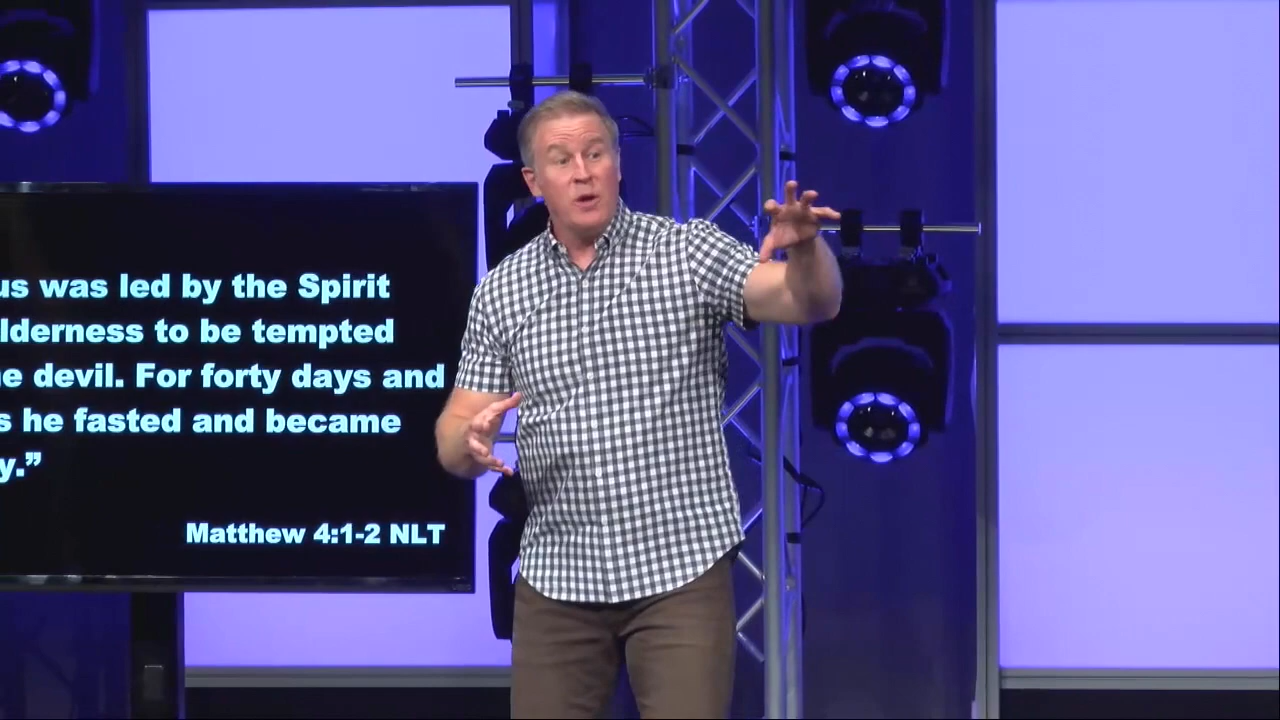 us was led by the Spirit
ilderness to be tempted
e devil. For forty days and
s he fasted and became
y.”
Matthew 4:1-2 NLT